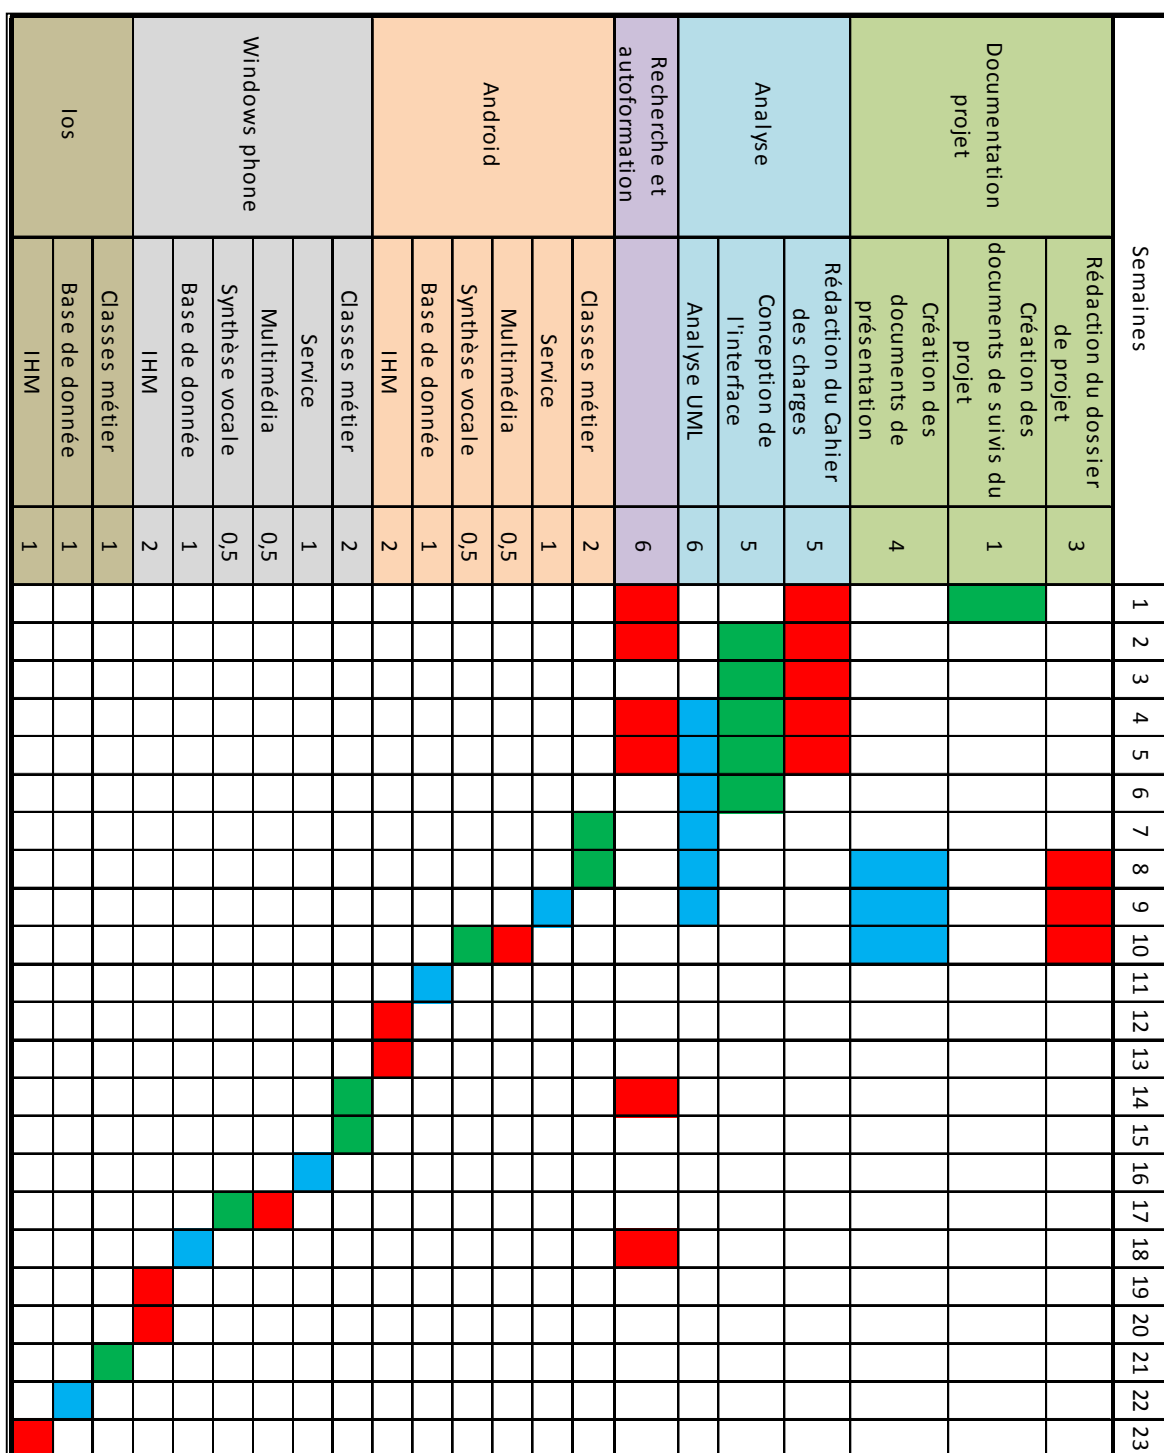 Semaines
1
2
3
4
5
6
7
8
9
10
11
12
13
14
15
16
17
18
19
20
21
22
23
Documentation
projet
Rédaction du dossier
de projet
3
Création des
documents de suivis du
projet
1
Création des
documents de
présentation
4
Analyse
Rédaction du Cahier
des charges
5
Conception de
l'interface
5
Analyse UML
6
Recherche et
autoformation
6
Android
Classes métier
2
Service
1
Multimédia
0,5
Synthèse vocale
0,5
Base de donnée
1
IHM
2
Windows phone
Classes métier
2
Service
1
Multimédia
0,5
Synthèse vocale
0,5
Base de donnée
1
IHM
2
Ios
Classes métier
1
Base de donnée
1
IHM
1